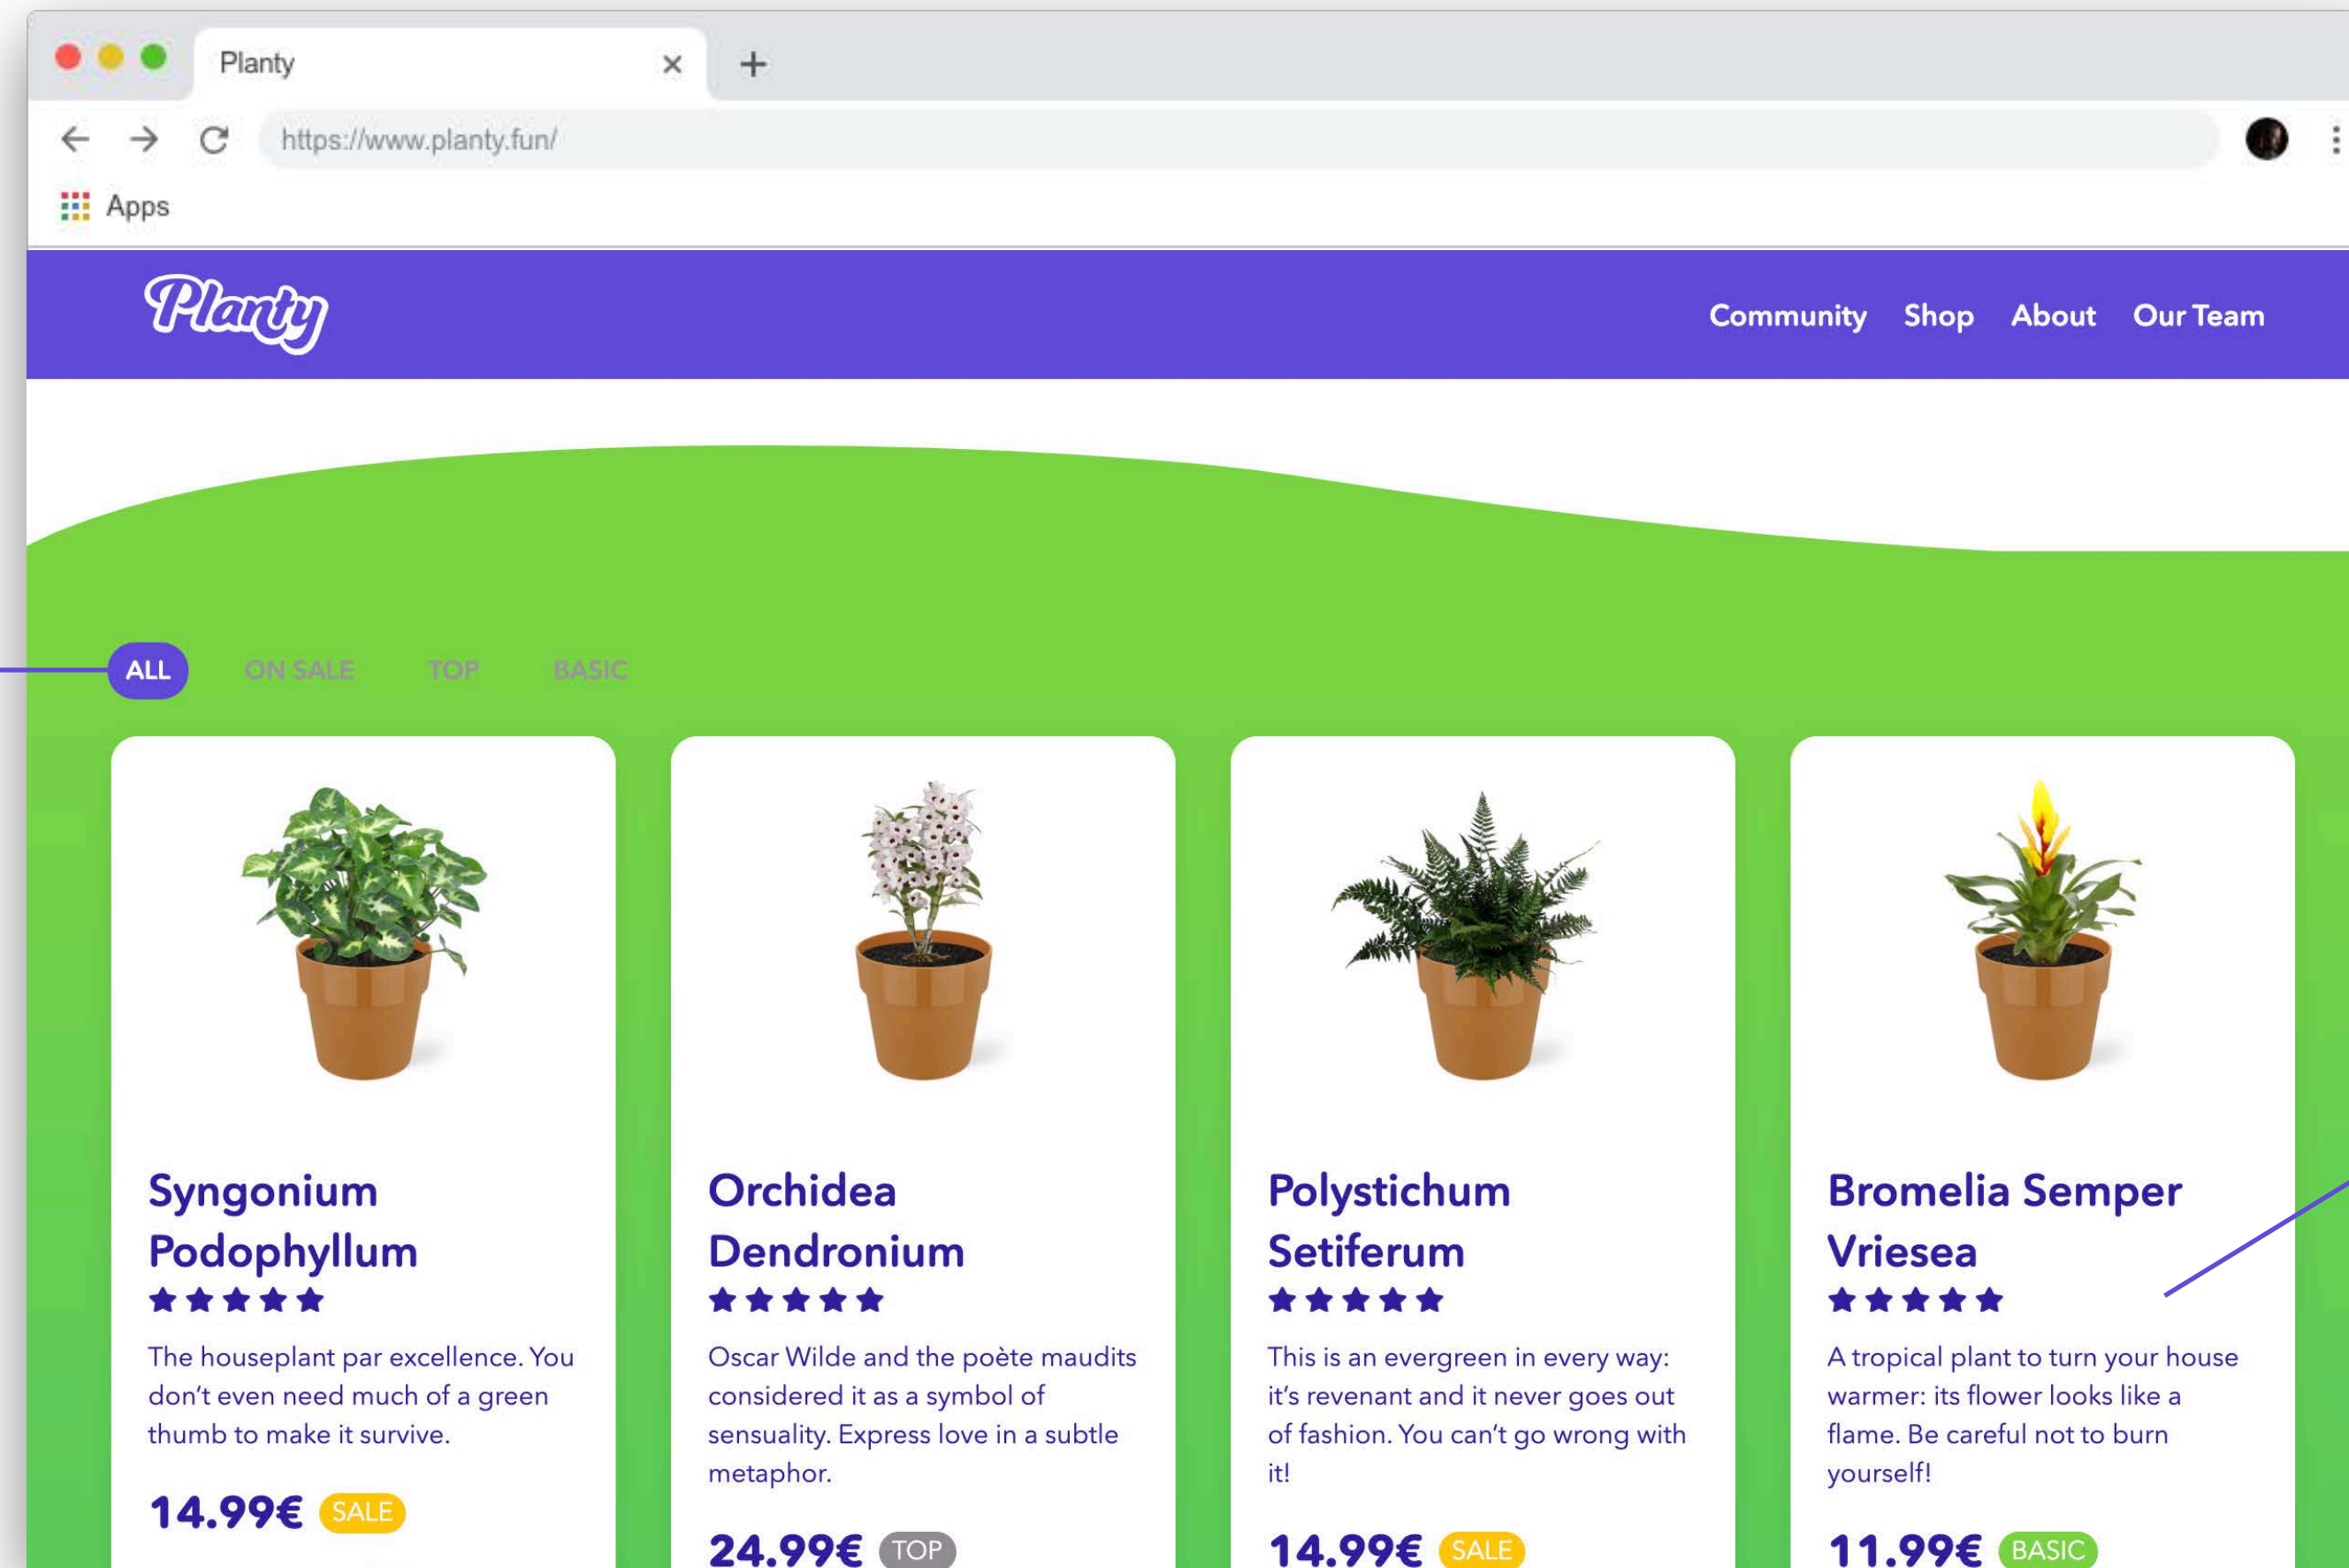 Planty
https://www.planty.fun/
Apps
Planty
Community Shop About Our Team
ALL ON SALE TOP BASIC
Syngonium
Podophyllum
The houseplant par excellence. You
don't even need much of a green
thumb to make it survive.
14.99€ SALE
Orchidea
Dendronium
Oscar Wilde and the poète maudits
considered it as a symbol of
sensuality. Express love in a subtle
metaphor.
24.99€ TOP
Polystichum
Setiferum
This is an evergreen in every way:
it's revenant and it never goes out
of fashion. You can't go wrong with
it!
14.99€ SALE
Bromelia Semper
Vriesea
A tropical plant to turn your house
warmer: its flower looks like a
flame. Be careful not to burn
yourself!
11.99€ BASIC